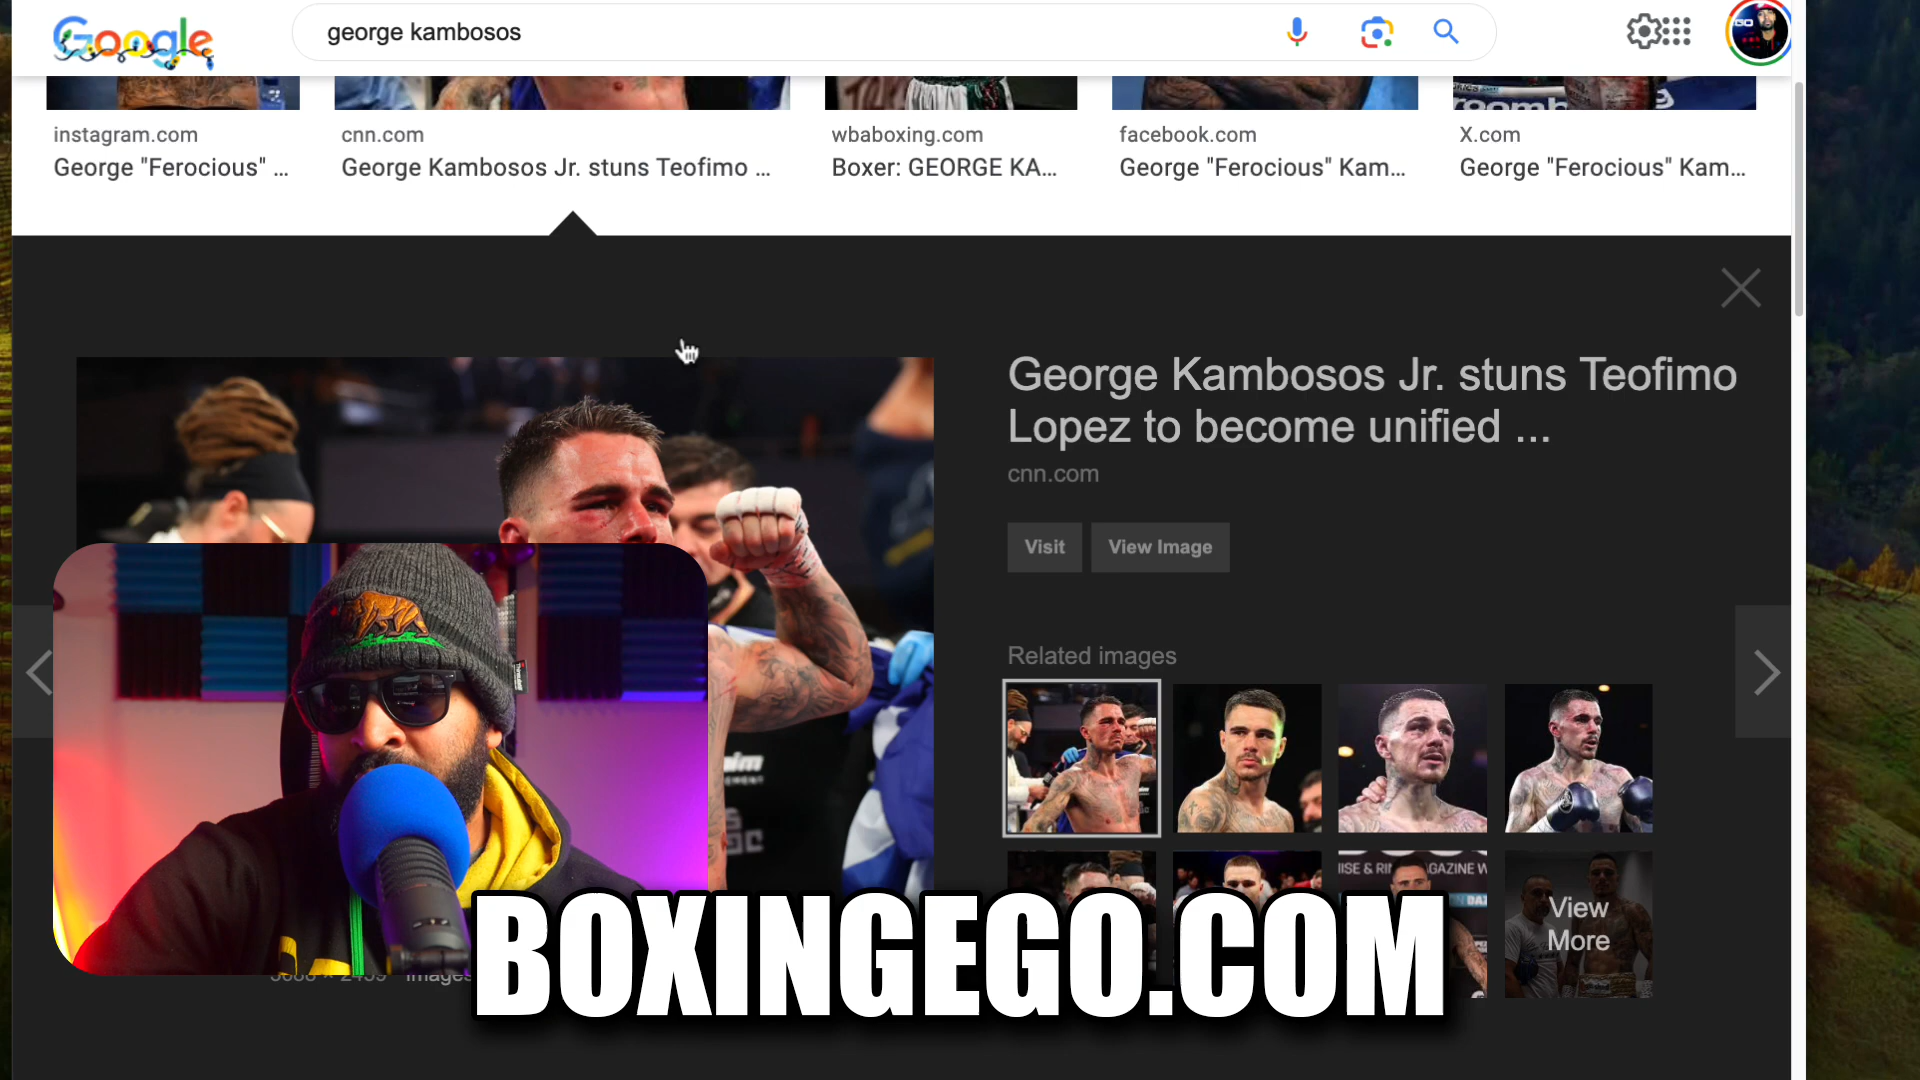 Google
george kambosos
instagram.com
George "Ferocious" ...
cnn.com
George Kambosos Jr. stuns Teofimo ...
wbaboxing.com
Boxer: GEORGE KA...
facebook.com
George "Ferocious" Kam...
X.com
George "Ferocious" Kam...
George Kambosos Jr. stuns Teofimo
Lopez to become unified ...
cnn.com
Visit
View Image
Related images
View
More
BOXINGEGO.COM